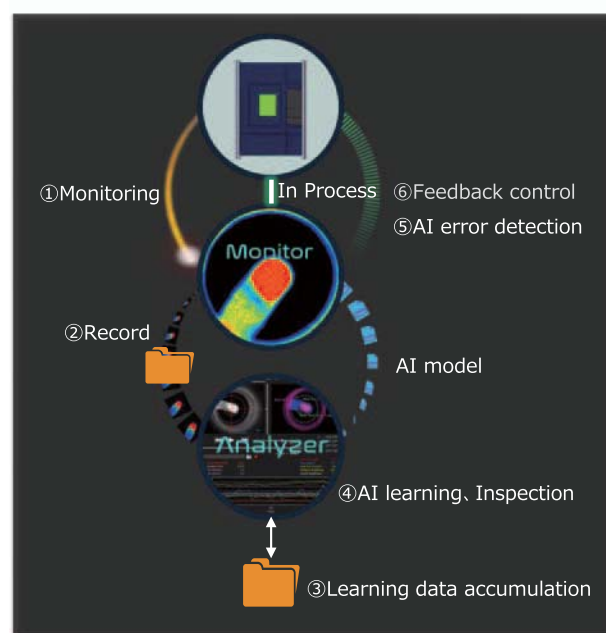 ①Monitoring
In Process
⑥Feedback control
⑤AI error detection
Monitor
②Record
AI model
Analyzer
④AI learning、Inspection
③Learning data accumulation